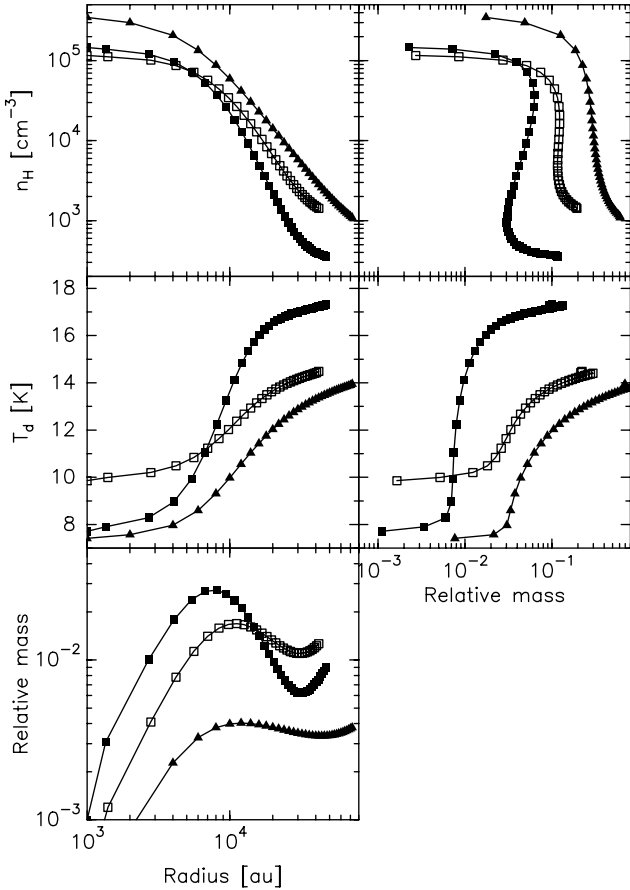 10^5
10^4
10^3
n_H [cm^-3]
18
16
14
12
10
8
T_d [K]
10^-3 10^-2 10^-1
Relative mass
10^-2
10^-3
Relative mass
10^3 10^4
Radius [au]